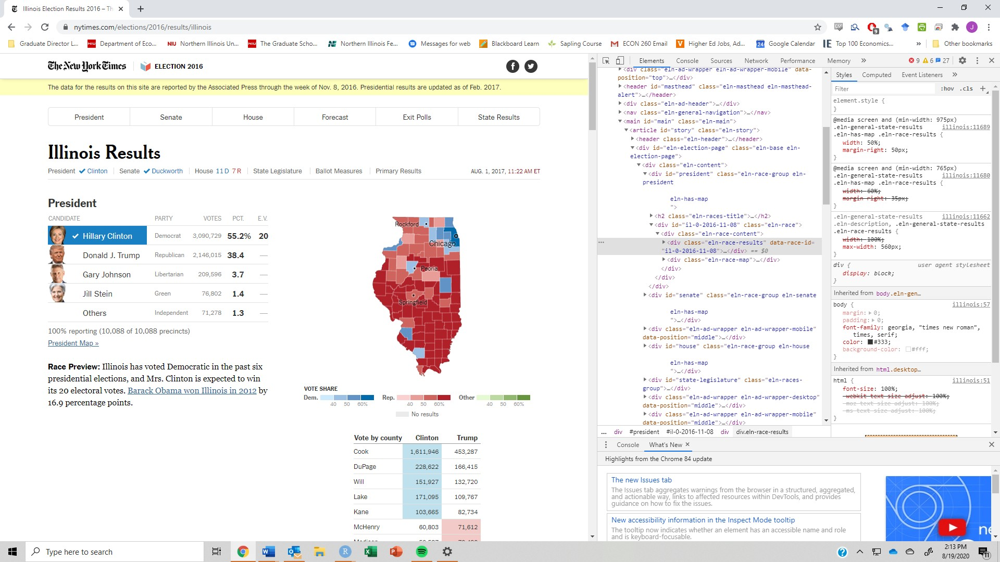 Illinois Election Results 2016 – Th
nytimes.com/elections/2016/results/illinois
9
J
Graduate Director L...
NIU Department of Eco...
NIU Northern Illinois Un...
NIU The Graduate Scho...
Northern Illinois Fe...
Messages for web
Blackboard Learn
Sapling Course
ECON 260 Email
Higher Ed Jobs, Ad...
24 Google Calendar
IE Top 100 Economics...
»
Other bookmarks
The New York Times
ELECTION 2016
The data for the results on this site are reported by the Associated Press through the week of Nov. 8, 2016. Presidential results are updated as of Feb. 2017.
President Senate House Forecast Exit Polls State Results
Illinois Results
President ✔ Clinton Senate ✔ Duckworth House 11 D 7 R State Legislature Ballot Measures Primary Results AUG. 1, 2017, 11:22 AM ET
President
CANDIDATE PARTY VOTES PCT. E.V.
✔ Hillary Clinton Democrat 3,090,729 55.2% 20
Donald J. Trump Republican 2,146,015 38.4 —
Gary Johnson Libertarian 209,596 3.7 —
Jill Stein Green 76,802 1.4 —
Others Independent 71,278 1.3 —
100% reporting (10,088 of 10,088 precincts)
President Map »
Race Preview: Illinois has voted Democratic in the past six
presidential elections, and Mrs. Clinton is expected to win
its 20 electoral votes. Barack Obama won Illinois in 2012 by
16.9 percentage points.
Rockford
Chicago
Peoria
Springfield
VOTE SHARE
Dem. Rep. Other
40 50 60% 40 50 60% 40 50 60%
No results
Vote by county Clinton Trump
Cook 1,611,946 453,287
DuPage 228,622 166,415
Will 151,927 132,720
Lake 171,095 109,767
Kane 103,665 82,734
McHenry 60,803 71,612
Elements Console Sources Network Performance Memory » 9 6 27
<div class="eln-ad-wrapper eln-ad-wrapper-mobile" data-
position="top">…</div>
<header id="masthead" class="eln-masthead eln-masthead-
alert">…</header>
<div class="eln-ad-header">…</div>
<nav class="eln-general-navigation">…</nav>
<main id="main" class="eln-main">
<article id="story" class="eln-story">
<header class="eln-header">…</header>
<div id="eln-election-page" class="eln-base eln-
election-page">
<div class="eln-content">
<div id="president" class="eln-race-group eln-
president
eln-has-map
">
<h2 class="eln-races-title">…</h2>
<div id="il-0-2016-11-08" class="eln-race">
<div class="eln-race-content">
<div class="eln-race-results" data-race-id=
"il-0-2016-11-08">…</div> == $0
<div class="eln-race-map">…</div>
</div>
</div>
</div>
<div id="senate" class="eln-race-group eln-senate
eln-has-map
">…</div>
<div class="eln-ad-wrapper eln-ad-wrapper-mobile"
data-position="middle">…</div>
<div id="house" class="eln-race-group eln-house
eln-has-map
">…</div>
<div id="state-legislature" class="eln-races-
group">…</div>
<div class="eln-ad-wrapper eln-ad-wrapper-desktop"
data-position="middle">…</div>
<div class="eln-ad-wrapper eln-ad-wrapper-mobile"
data-position="middle">…</div>
... div #president #il-0-2016-11-08 div div.eln-race-results
Styles Computed Event Listeners »
Filter :hov .cls +
element.style {
}
@media screen and (min-width: 975px)
.eln-general-state-results illinois:11689
.eln-has-map .eln-race-results {
width: 50%;
margin-right: 50px;
}
@media screen and (min-width: 765px)
.eln-general-state-results illinois:11680
.eln-has-map .eln-race-results {
width: 60%;
margin-right: 35px;
}
.eln-general-state-results illinois:11662
.eln-description, .eln-general-state-results
.eln-race-results {
width: 100%;
max-width: 560px;
}
div { user agent stylesheet
display: block;
}
Inherited from body.eln-gen…
body { illinois:57
margin: 0;
padding: 0;
font-family: georgia, "times new roman",
times, serif;
color: #333;
background-color: #fff;
}
Inherited from html.desktop…
html { illinois:51
font-size: 100%;
-webkit-text-size-adjust: 100%;
-moz-text-size-adjust: 100%;
-ms-text-size-adjust: 100%;
}
Console What's New
Highlights from the Chrome 84 update
The new Issues tab
The Issues tab aggregates warnings from the browser in a structured, aggregated,
and actionable way, links to affected resources within DevTools, and provides
guidance on how to fix the issues.
New accessibility information in the Inspect Mode tooltip
The tooltip now indicates whether an element has an accessible name and role
and is keyboard-focusable.
ne
Type here to search
2:13 PM
8/19/2020
11